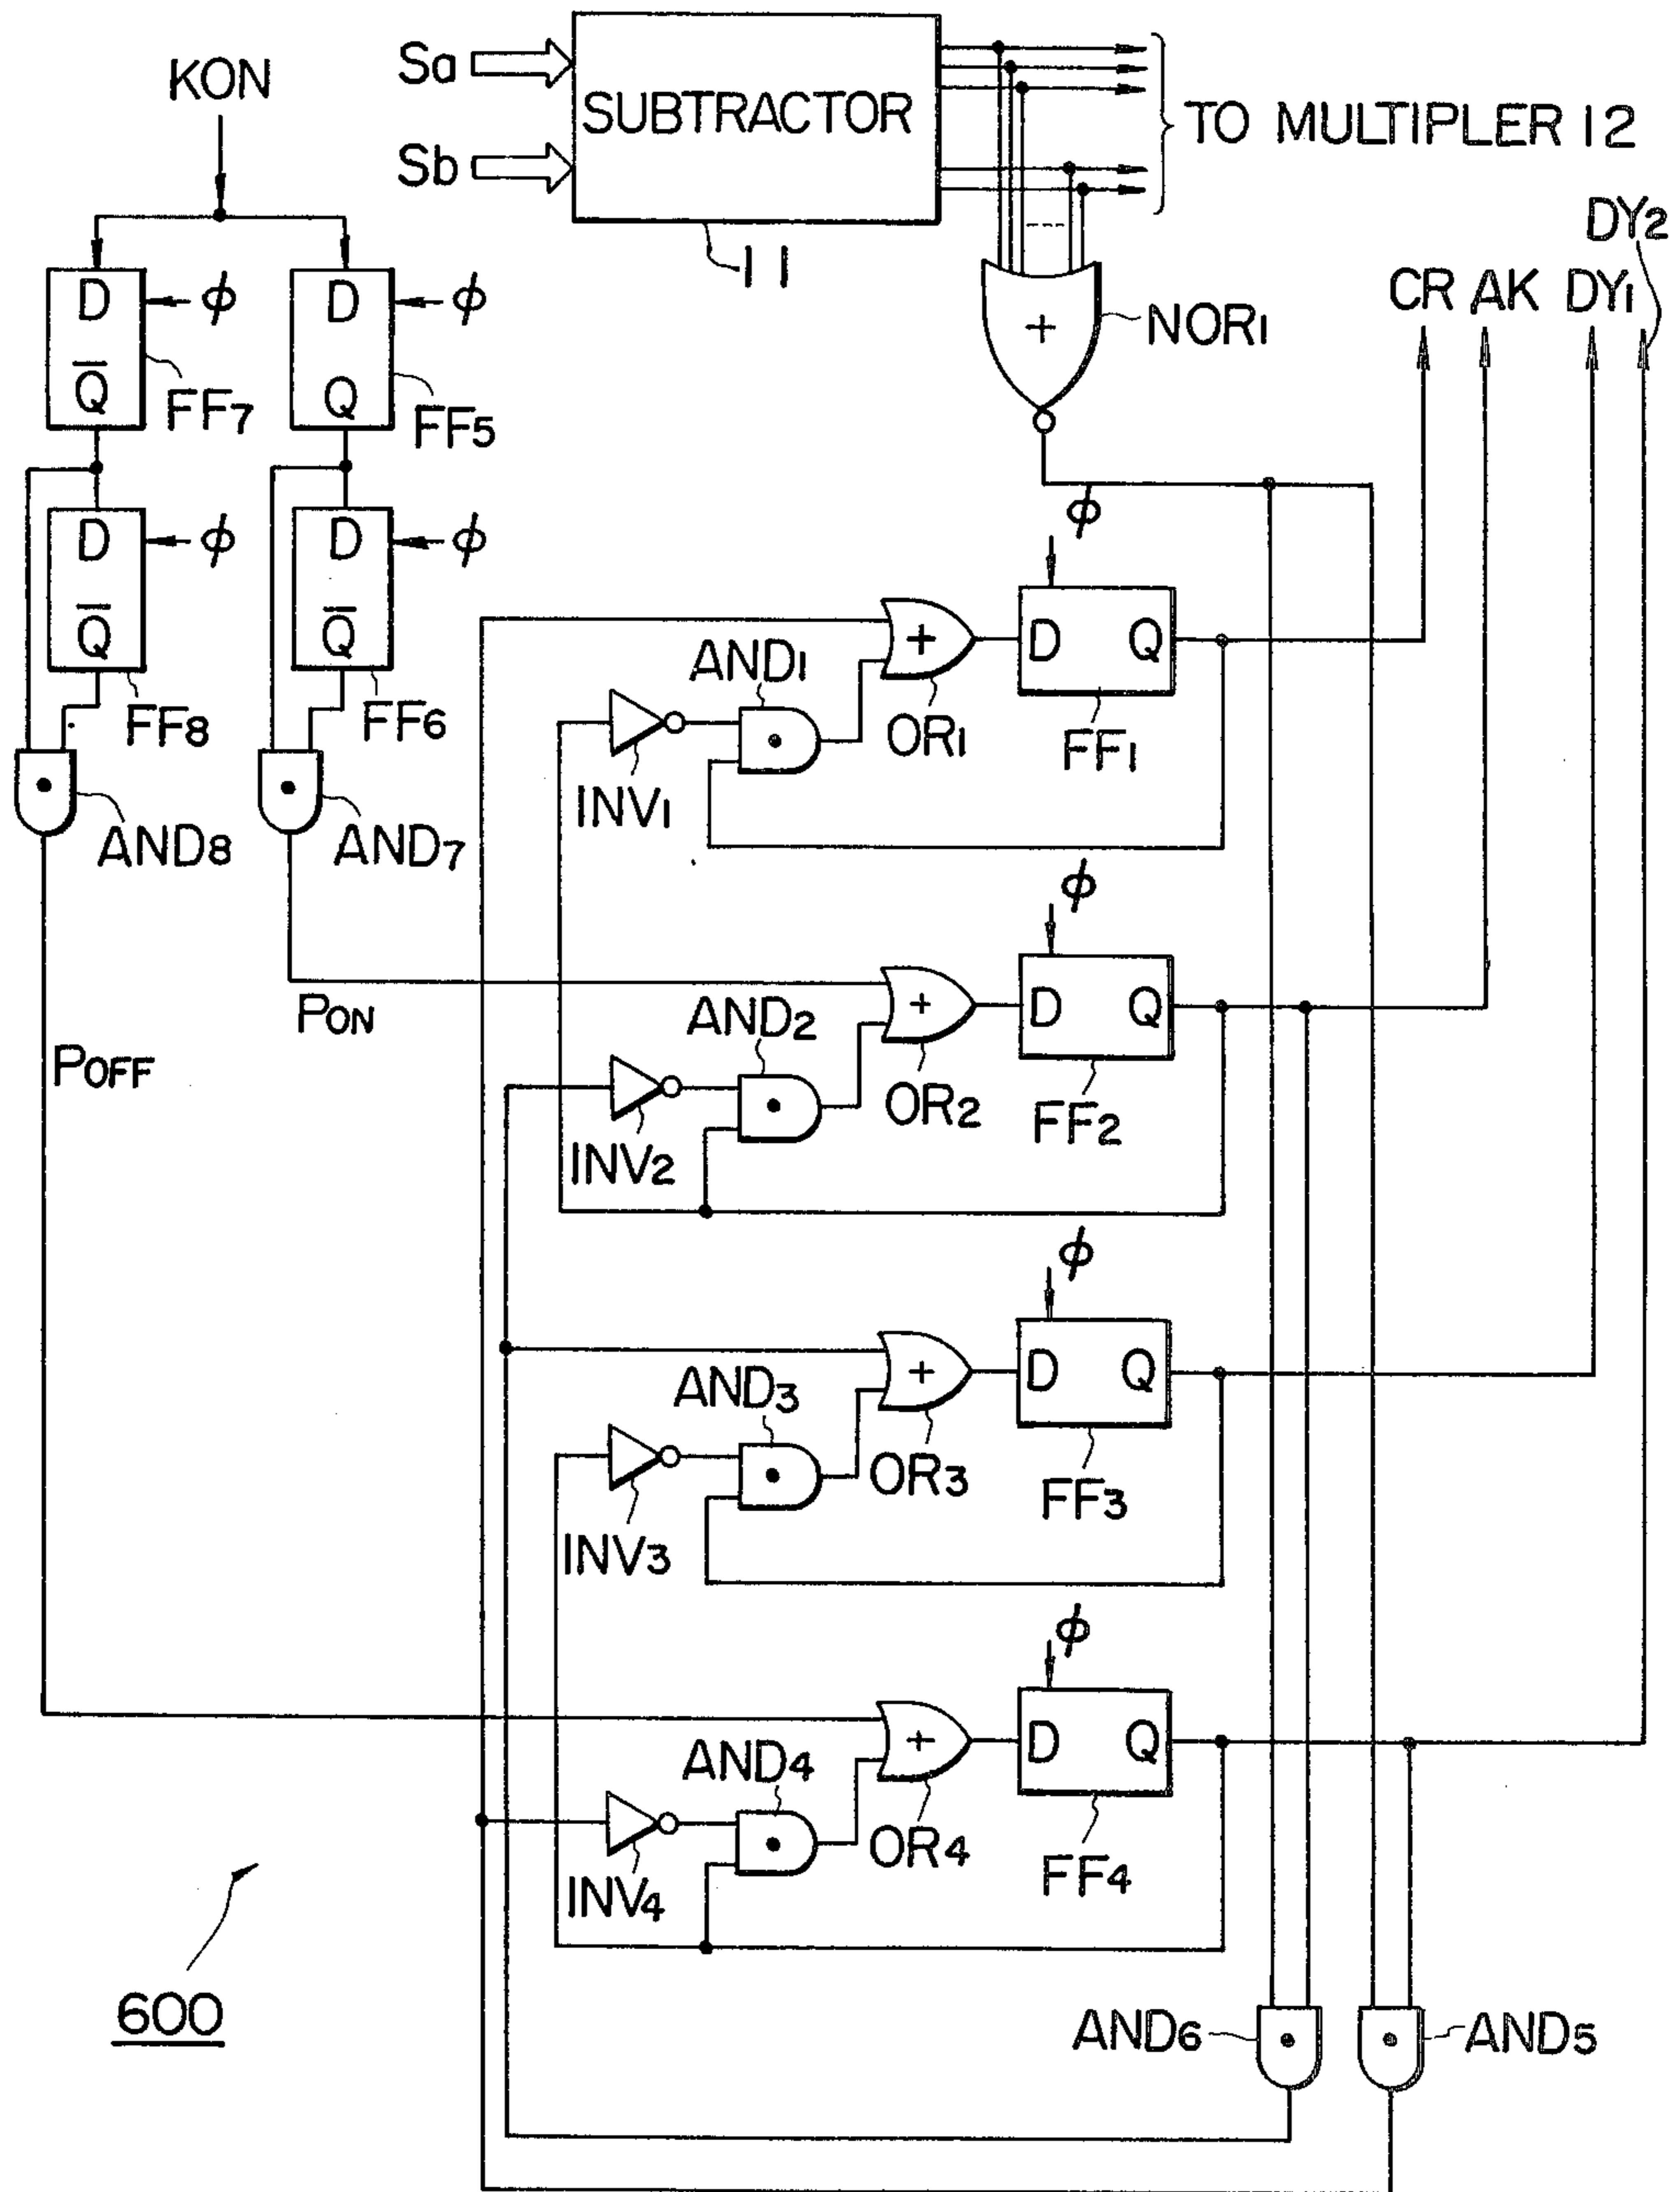 KON
Sa
Sb
SUBTRACTOR
TO MULTIPLER 12
11
NOR1
CR AK DY1
DY2
D
Q̅
φ
FF7
D
Q
φ
FF5
D
Q̅
φ
FF8
D
Q̅
φ
FF6
AND8
AND7
POFF
PON
φ
AND1
INV1
+
OR1
D Q
FF1
φ
AND2
INV2
+
OR2
D Q
FF2
φ
AND3
INV3
+
OR3
D Q
FF3
φ
AND4
INV4
+
OR4
D Q
FF4
600
AND6
AND5